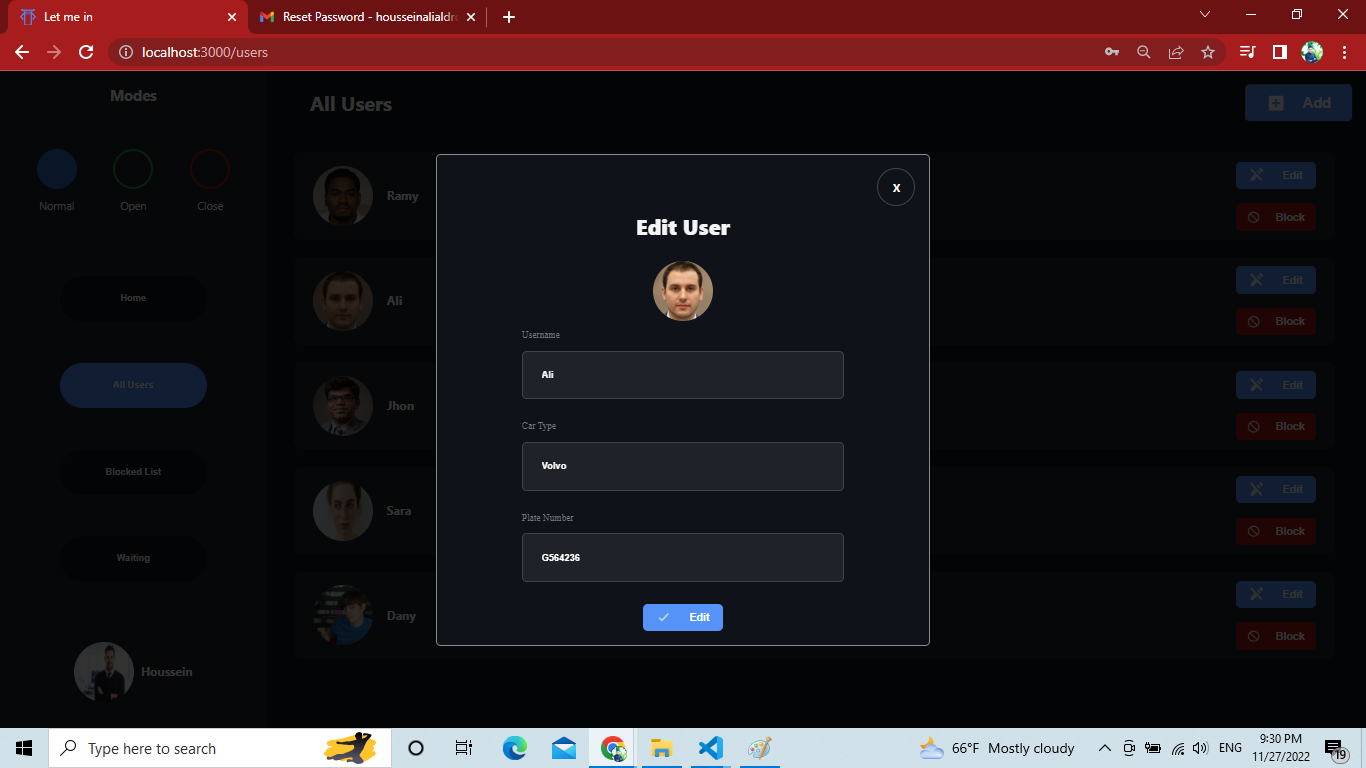 Let me in
Reset Password - housseinalialdr
localhost:3000/users
Modes
Normal
Open
Close
Home
All Users
Blocked List
Waiting
Houssein
All Users
Add
Ramy
Edit
Block
Ali
Edit
Block
Jhon
Edit
Block
Sara
Edit
Block
Dany
Edit
Block
x
Edit User
Username
Ali
Car Type
Volvo
Plate Number
G564236
Edit
Type here to search
66°F Mostly cloudy
ENG
9:30 PM
11/27/2022
19